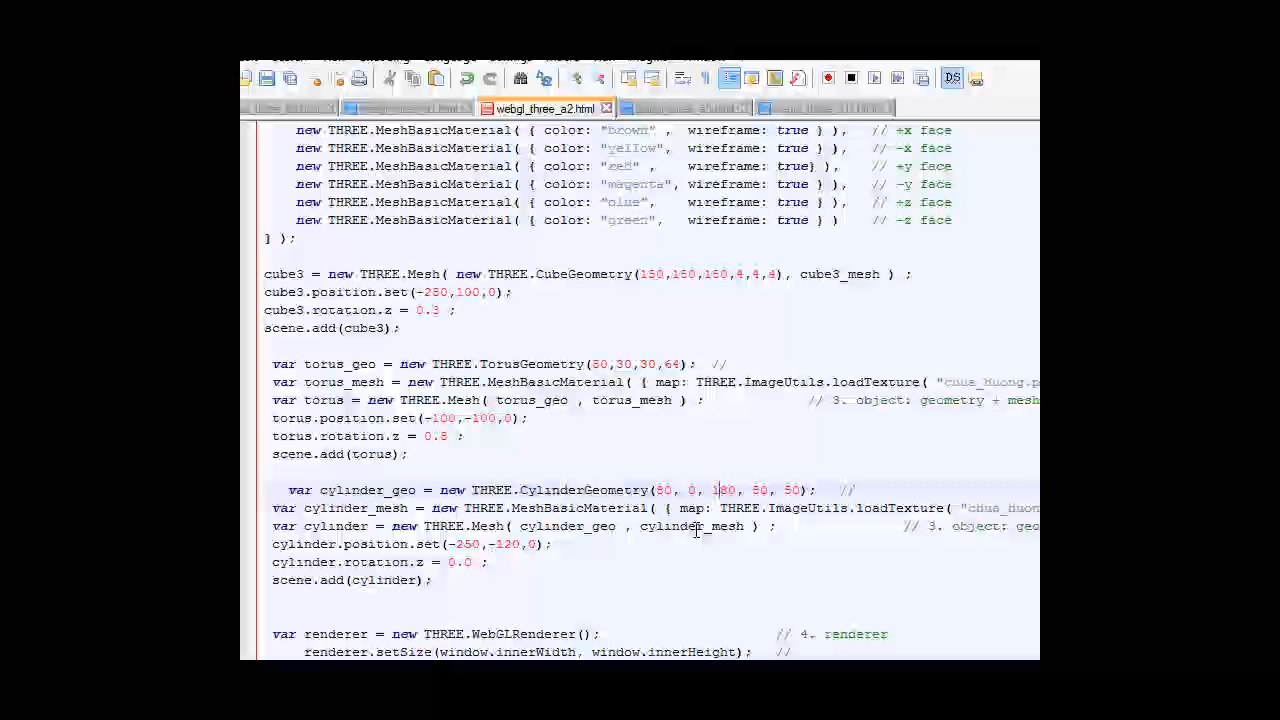 webgl_three_a2.html
new THREE.MeshBasicMaterial( { color: "brown" , wireframe: true } ), // +x face
new THREE.MeshBasicMaterial( { color: "yellow", wireframe: true } ), // -x face
new THREE.MeshBasicMaterial( { color: "red" , wireframe: true} ), // +y face
new THREE.MeshBasicMaterial( { color: "magenta", wireframe: true } ), // -y face
new THREE.MeshBasicMaterial( { color: "blue", wireframe: true } ), // +z face
new THREE.MeshBasicMaterial( { color: "green", wireframe: true } ) // -z face
] );
cube3 = new THREE.Mesh( new THREE.CubeGeometry(150,150,150,4,4,4), cube3_mesh ) ;
cube3.position.set(-280,100,0);
cube3.rotation.z = 0.3 ;
scene.add(cube3);
var torus_geo = new THREE.TorusGeometry(50,30,30,64); //
var torus_mesh = new THREE.MeshBasicMaterial( { map: THREE.ImageUtils.loadTexture( "chua_huong.p
var torus = new THREE.Mesh( torus_geo , torus_mesh ) ; // 3. object: geometry + mesh
torus.position.set(-100,-100,0);
torus.rotation.z = 0.5 ;
scene.add(torus);
var cylinder_geo = new THREE.CylinderGeometry(80, 0, 180, 50, 50); //
var cylinder_mesh = new THREE.MeshBasicMaterial( { map: THREE.ImageUtils.loadTexture( "chua_huon
var cylinder = new THREE.Mesh( cylinder_geo , cylinder_mesh ) ; // 3. object: geo
cylinder.position.set(-250,-120,0);
cylinder.rotation.z = 0.0 ;
scene.add(cylinder);
var renderer = new THREE.WebGLRenderer(); // 4. renderer
renderer.setSize(window.innerWidth, window.innerHeight); //